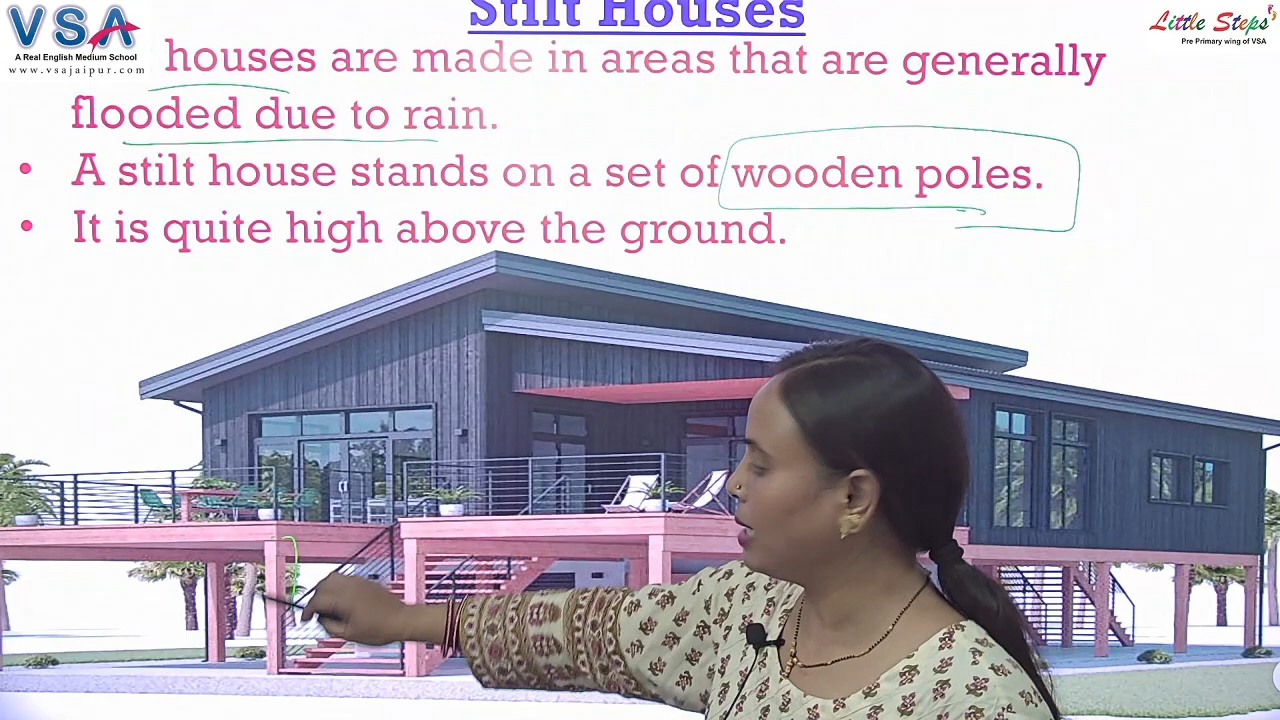 Stilt Houses
VSA
A Real English Medium School
www.vsajaipur.com
Little Steps
Pre Primary wing of VSA
houses are made in areas that are generally
flooded due to rain.
• A stilt house stands on a set of wooden poles.
• It is quite high above the ground.